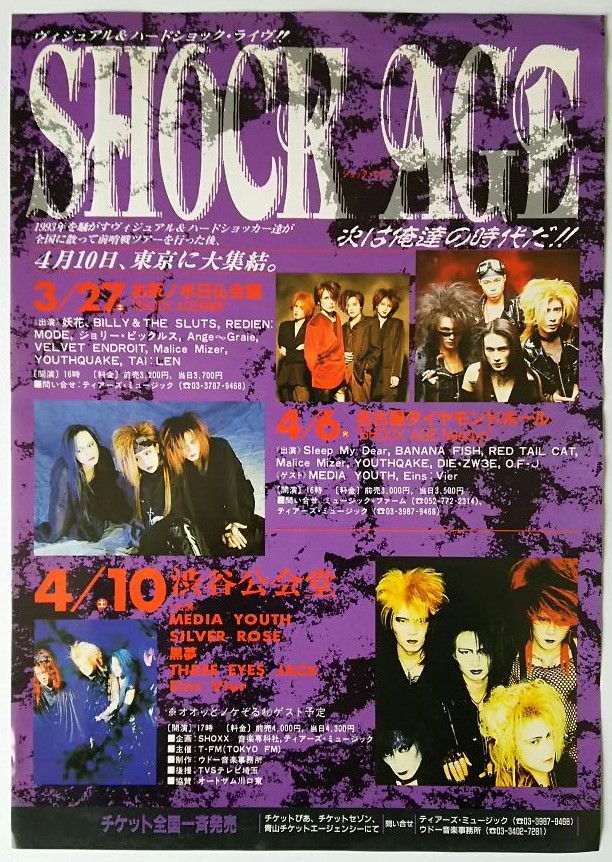 ヴィジュアル&ハードショック・ライヴ!!
SHOCK AGE
1993年を騒がすヴィジュアル&ハードショッカー達が
全国に散って前哨戦ツアーを行った後、
次は俺達の時代だ!!
4月10日、東京に大集結。
3/27土 お茶ノ水日仏会館
〈出演〉妖花、BILLY & THE SLUTS, REDIEN:
MODE, ジョリー・ピックルス, Ange〜Graie,
VELVET ENDROIT, Malice Mizer,
YOUTHQUAKE, TAI:LEN
〔開演〕16時 〔料金〕前売3,200円、当日3,700円
■問い合せ:ティアーズ・ミュージック(☎03-3787-9468)
4/6火 名古屋ダイヤモンドホール
〈出演〉Sleep My Dear, BANANA FISH, RED TAIL CAT,
Malice Mizer, YOUTHQAKE, DIE・ZW3E, O.F-J
〈ゲスト〉MEDIA YOUTH, Eins:Vier
〔開演〕16時 〔料金〕前売3,000円、当日3,500円
■問い合せ:ミュージック・ファーム(☎052-772-2314)、
ティアーズ・ミュージック(☎03-3987-9468)
4/10土 渋谷公会堂
MEDIA YOUTH
SILVER ROSE
黒夢
THREE EYES JACK
Eins:Vier
※オオッとノケぞる㊙ゲスト予定
〔開演〕17時 〔料金〕前売4,000円、当日4,300円
■企画:SHOXX 音楽専科社,ティアーズ・ミュージック
■主催:T-FM(TOKYO FM)
■制作:ウドー音楽事務所
■後援:TVSテレビ埼玉
■協賛:オートザム川口東
チケット全国一斉発売
チケットぴあ、チケットセゾン、
青山チケットエージェンシーにて
問い合せ
ティアーズ・ミュージック(☎03-3987-9468)
ウドー音楽事務所(☎03-3402-7281)